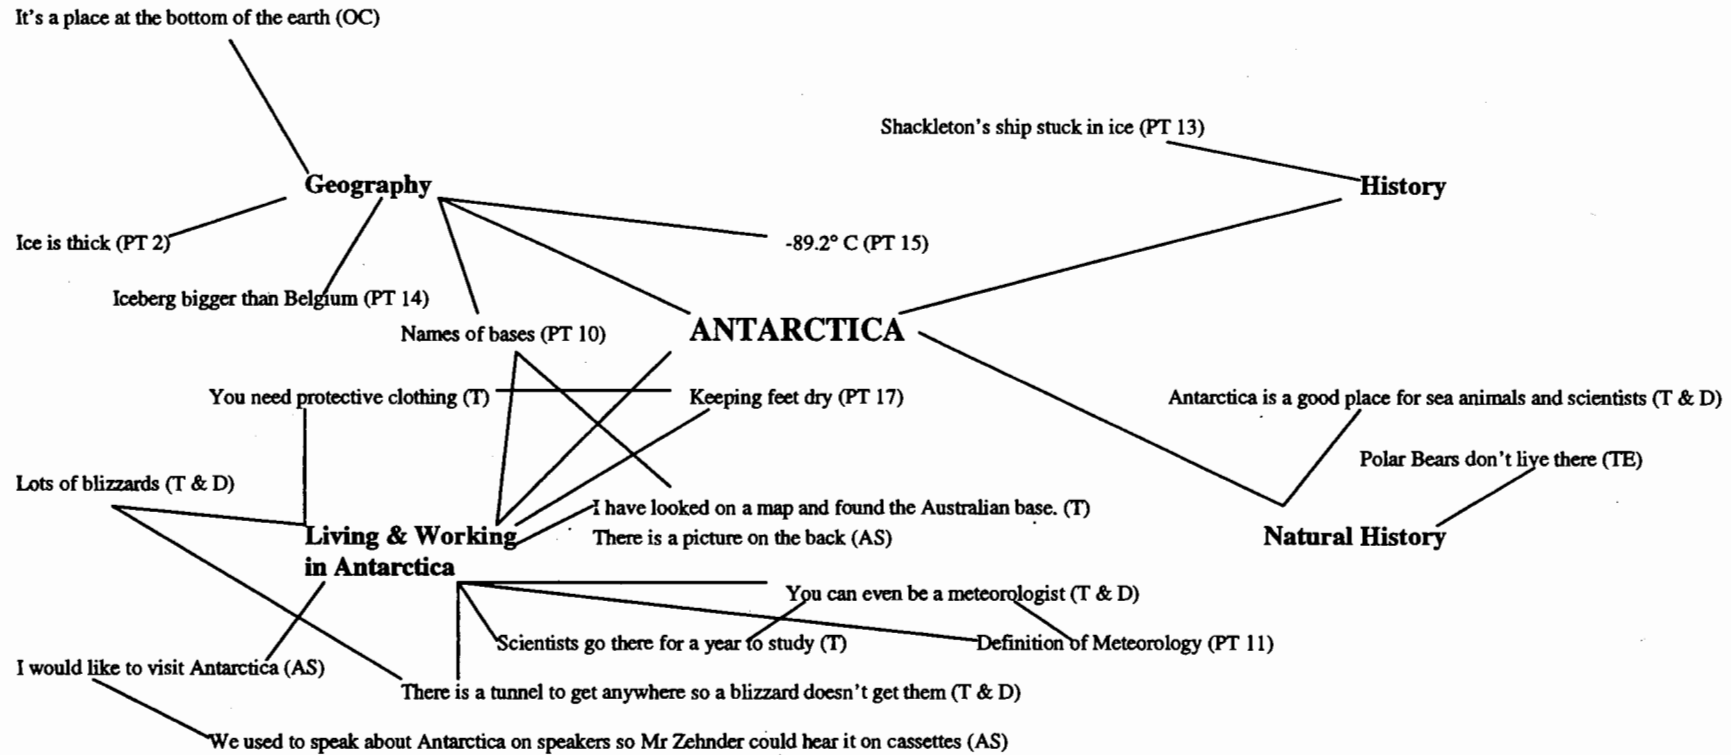 It's a place at the bottom of the earth (OC)
Shackleton's ship stuck in ice (PT 13)
Geography
History
Ice is thick (PT 2)
-89.2° C (PT 15)
Iceberg bigger than Belgium (PT 14)
Names of bases (PT 10)
ANTARCTICA
You need protective clothing (T)
Keeping feet dry (PT 17)
Antarctica is a good place for sea animals and scientists (T & D)
Polar Bears don't live there (TE)
Lots of blizzards (T & D)
I have looked on a map and found the Australian base. (T)
Living & Working
in Antarctica
There is a picture on the back (AS)
Natural History
You can even be a meteorologist (T & D)
Scientists go there for a year to study (T)
Definition of Meteorology (PT 11)
I would like to visit Antarctica (AS)
There is a tunnel to get anywhere so a blizzard doesn't get them (T & D)
We used to speak about Antarctica on speakers so Mr Zehnder could hear it on cassettes (AS)